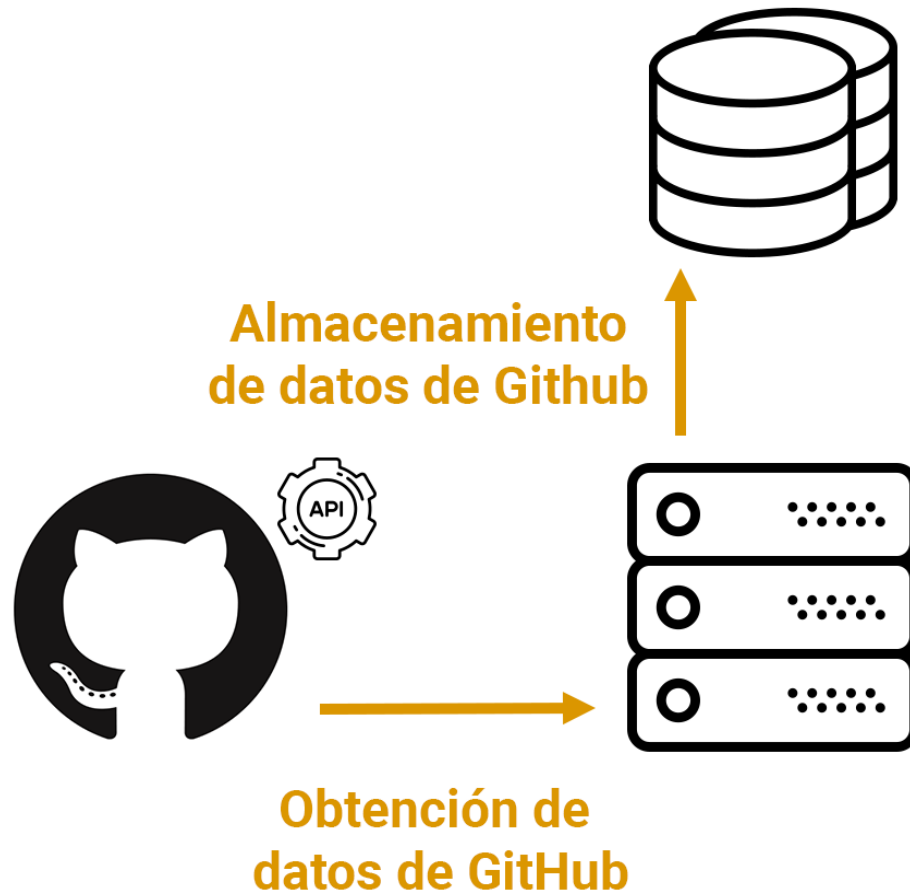 Almacenamiento
de datos de Github
API
Obtención de
datos de GitHub